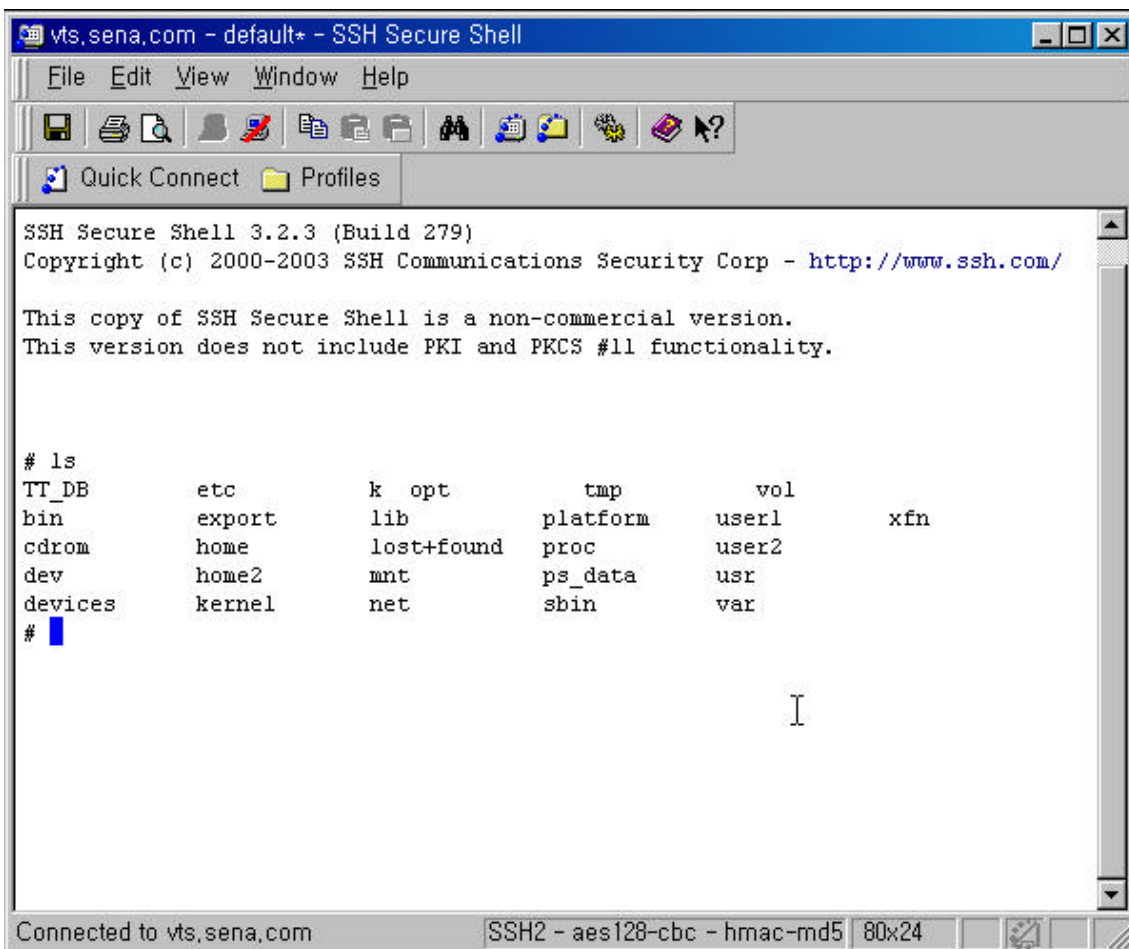 vts.sena.com - default* - SSH Secure Shell
File Edit View Window Help
Quick Connect Profiles
SSH Secure Shell 3.2.3 (Build 279)
Copyright (c) 2000-2003 SSH Communications Security Corp - http://www.ssh.com/
This copy of SSH Secure Shell is a non-commercial version.
This version does not include PKI and PKCS #11 functionality.
# ls
TT_DB etc k opt tmp vol
bin export lib platform user1 xfn
cdrom home lost+found proc user2
dev home2 mnt ps_data usr
devices kernel net sbin var
#
Connected to vts.sena.com SSH2 - aes128-cbc - hmac-md5 80x24